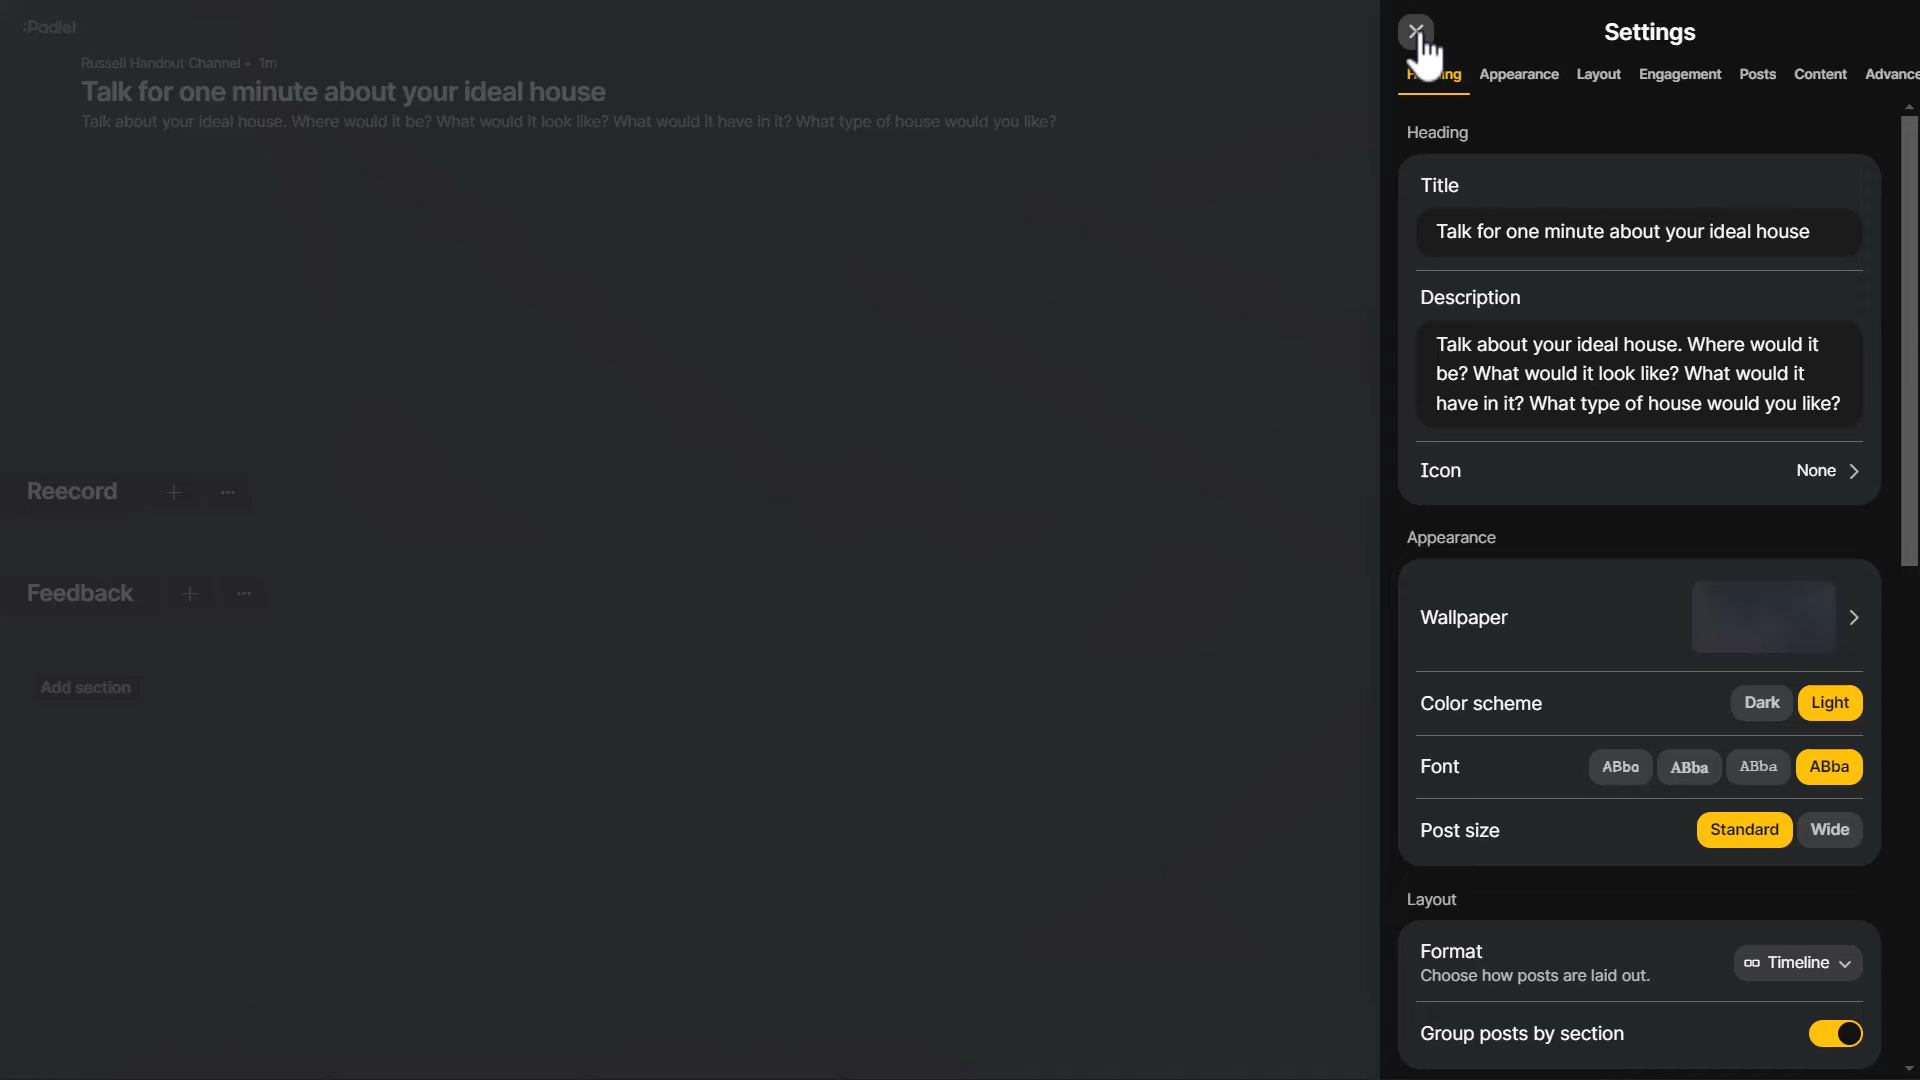 :Padlet
Russell Handout Channel • 1m
Talk for one minute about your ideal house
Talk about your ideal house. Where would it be? What would it look like? What would it have in it? What type of house would you like?
Reecord + ...
Feedback + ...
Add section
Settings
Heading Appearance Layout Engagement Posts Content Advance
Heading
Title
Talk for one minute about your ideal house
Description
Talk about your ideal house. Where would it
be? What would it look like? What would it
have in it? What type of house would you like?
Icon None
Appearance
Wallpaper
Color scheme Dark Light
Font ABba ABba ABba ABba
Post size Standard Wide
Layout
Format
Choose how posts are laid out.
Timeline
Group posts by section